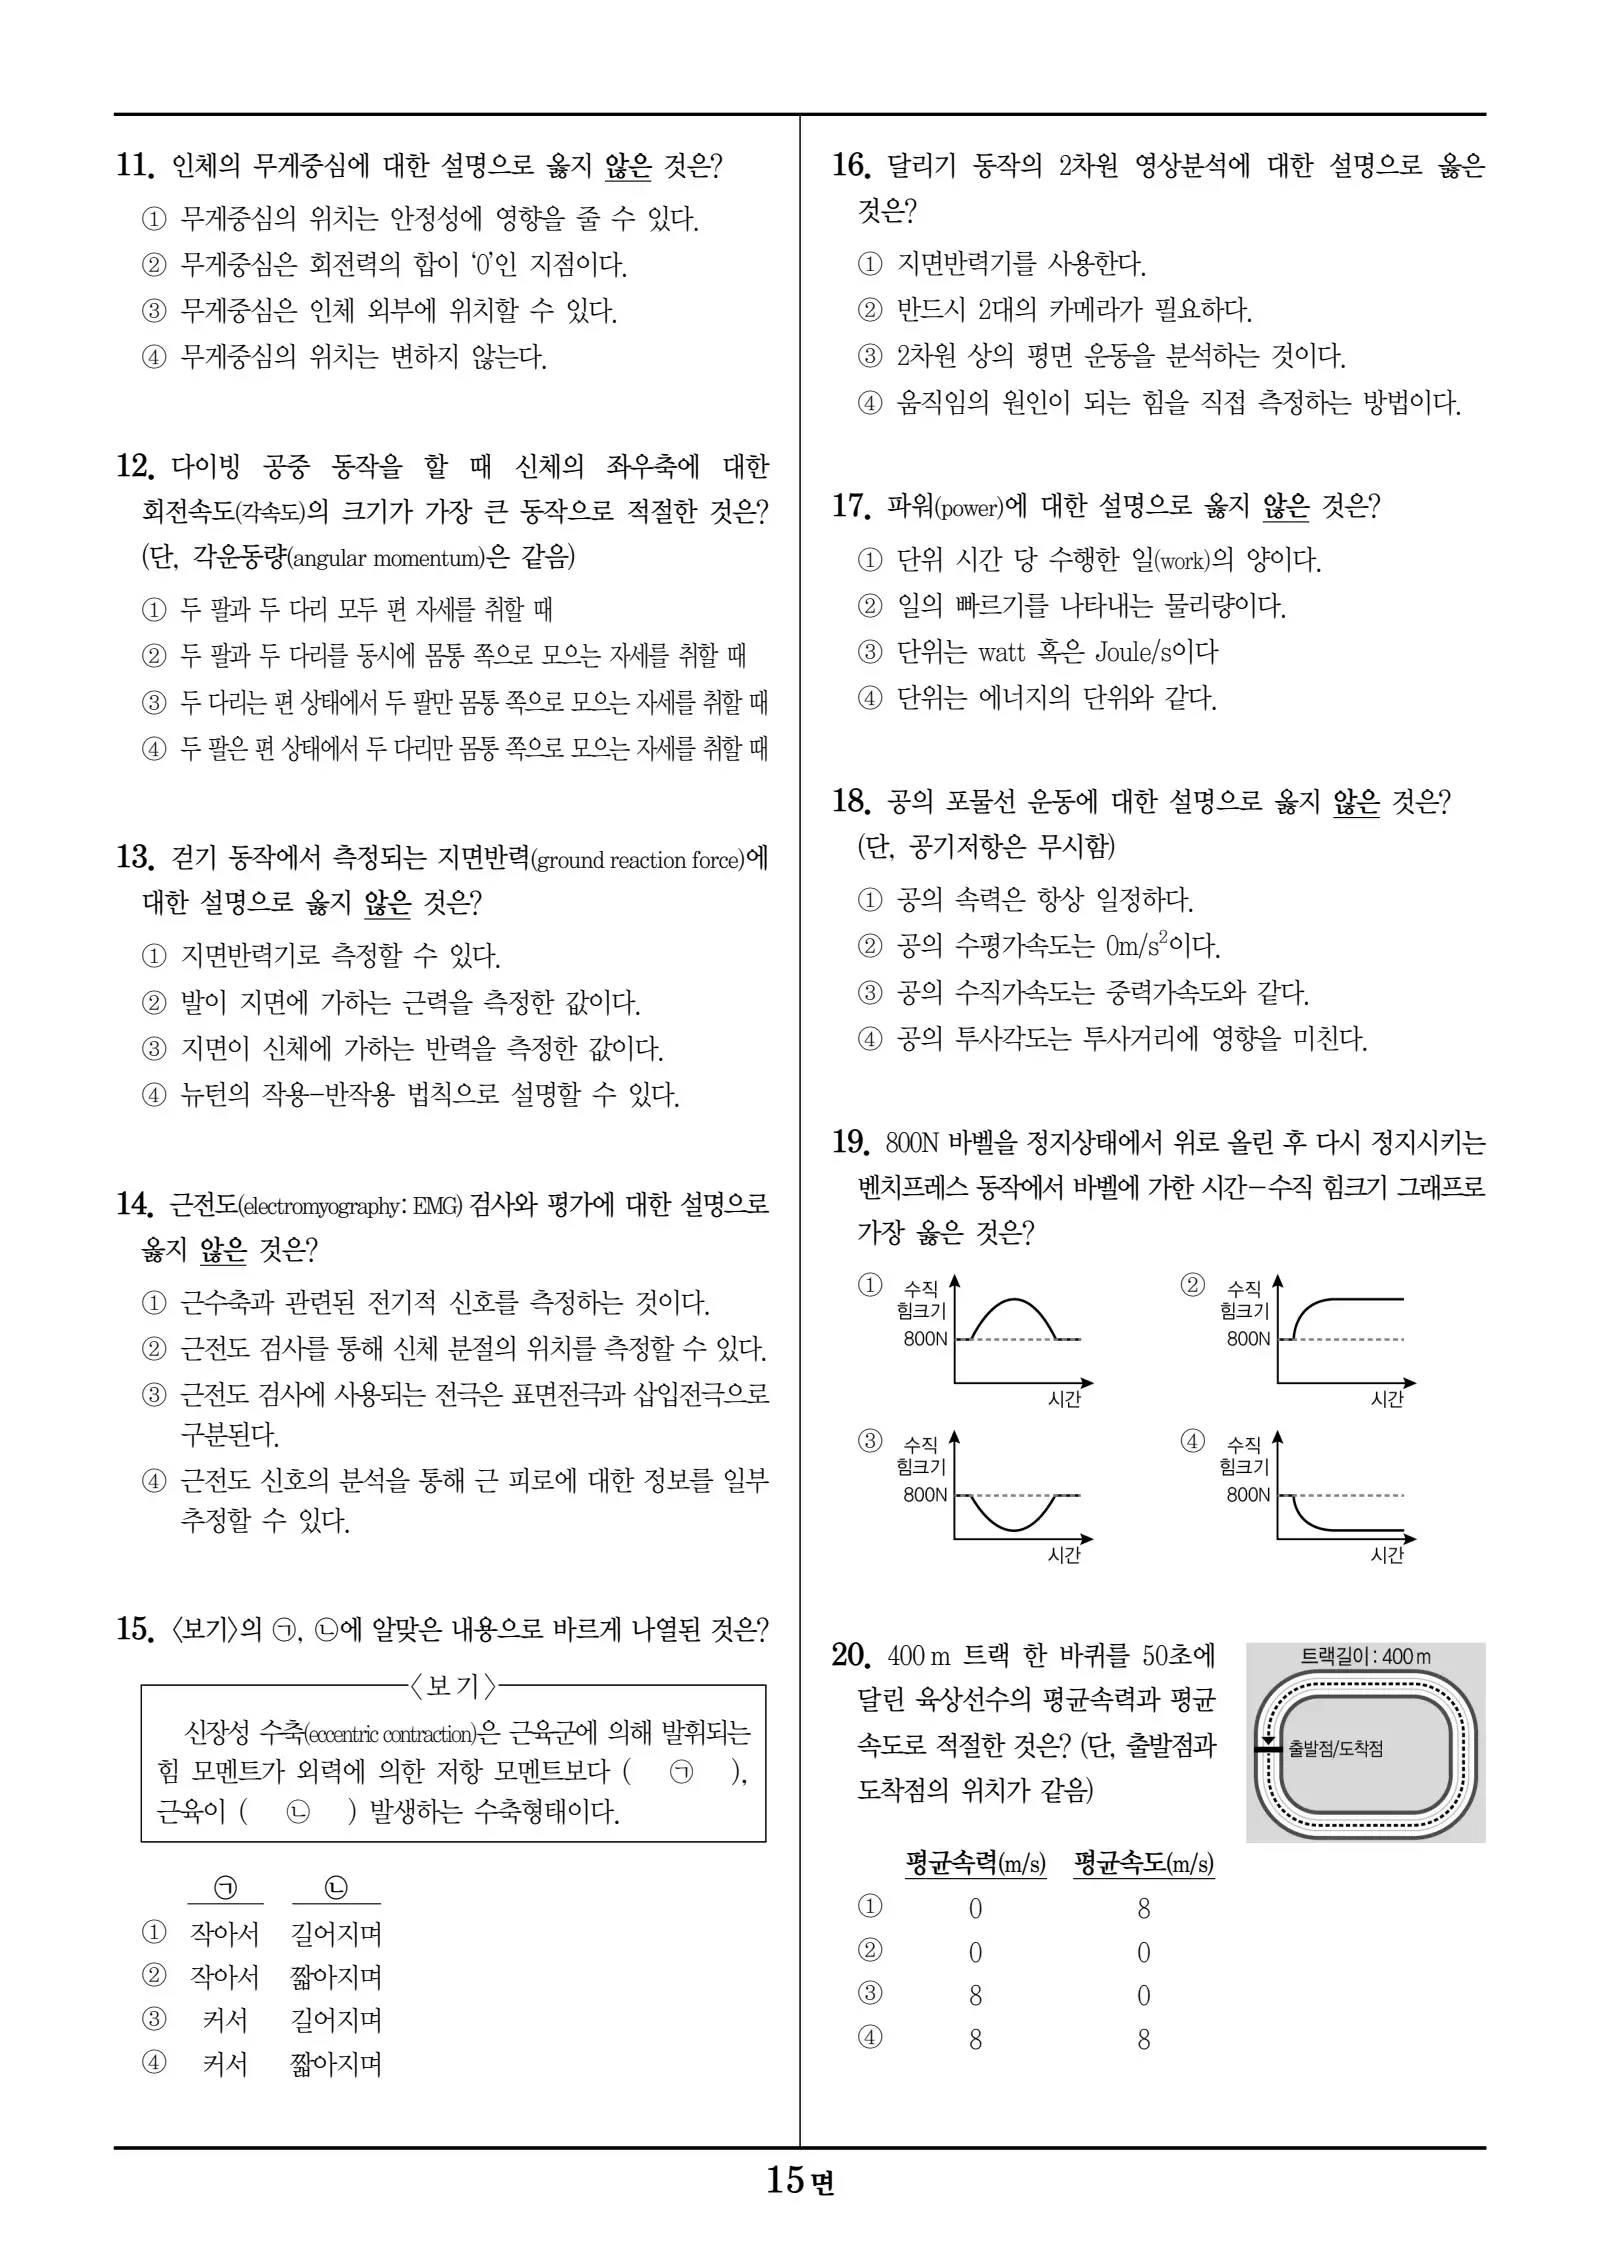 11. 인체의 무게중심에 대한 설명으로 옳지 않은 것은?
① 무게중심의 위치는 안정성에 영향을 줄 수 있다.
② 무게중심은 회전력의 합이 ‘0’인 지점이다.
③ 무게중심은 인체 외부에 위치할 수 있다.
④ 무게중심의 위치는 변하지 않는다.
12. 다이빙 공중 동작을 할 때 신체의 좌우축에 대한
회전속도(각속도)의 크기가 가장 큰 동작으로 적절한 것은?
(단, 각운동량(angular momentum)은 같음)
① 두 팔과 두 다리 모두 편 자세를 취할 때
② 두 팔과 두 다리를 동시에 몸통 쪽으로 모으는 자세를 취할 때
③ 두 다리는 편 상태에서 두 팔만 몸통 쪽으로 모으는 자세를 취할 때
④ 두 팔은 편 상태에서 두 다리만 몸통 쪽으로 모으는 자세를 취할 때
13. 걷기 동작에서 측정되는 지면반력(ground reaction force)에
대한 설명으로 옳지 않은 것은?
① 지면반력기로 측정할 수 있다.
② 발이 지면에 가하는 근력을 측정한 값이다.
③ 지면이 신체에 가하는 반력을 측정한 값이다.
④ 뉴턴의 작용–반작용 법칙으로 설명할 수 있다.
14. 근전도(electromyography: EMG) 검사와 평가에 대한 설명으로
옳지 않은 것은?
① 근수축과 관련된 전기적 신호를 측정하는 것이다.
② 근전도 검사를 통해 신체 분절의 위치를 측정할 수 있다.
③ 근전도 검사에 사용되는 전극은 표면전극과 삽입전극으로
구분된다.
④ 근전도 신호의 분석을 통해 근 피로에 대한 정보를 일부
추정할 수 있다.
15. 〈보기〉의 ㉠, ㉡에 알맞은 내용으로 바르게 나열된 것은?
〈보기〉
신장성 수축(eccentric contraction)은 근육군에 의해 발휘되는
힘 모멘트가 외력에 의한 저항 모멘트보다 ( ㉠ ),
근육이 ( ㉡ ) 발생하는 수축형태이다.
㉠ ㉡
① 작아서 길어지며
② 작아서 짧아지며
③ 커서 길어지며
④ 커서 짧아지며
16. 달리기 동작의 2차원 영상분석에 대한 설명으로 옳은
것은?
① 지면반력기를 사용한다.
② 반드시 2대의 카메라가 필요하다.
③ 2차원 상의 평면 운동을 분석하는 것이다.
④ 움직임의 원인이 되는 힘을 직접 측정하는 방법이다.
17. 파워(power)에 대한 설명으로 옳지 않은 것은?
① 단위 시간 당 수행한 일(work)의 양이다.
② 일의 빠르기를 나타내는 물리량이다.
③ 단위는 watt 혹은 Joule/s이다
④ 단위는 에너지의 단위와 같다.
18. 공의 포물선 운동에 대한 설명으로 옳지 않은 것은?
(단, 공기저항은 무시함)
① 공의 속력은 항상 일정하다.
② 공의 수평가속도는 0m/s²이다.
③ 공의 수직가속도는 중력가속도와 같다.
④ 공의 투사각도는 투사거리에 영향을 미친다.
19. 800N 바벨을 정지상태에서 위로 올린 후 다시 정지시키는
벤치프레스 동작에서 바벨에 가한 시간–수직 힘크기 그래프로
가장 옳은 것은?
① 수직
힘크기
800N
시간
② 수직
힘크기
800N
시간
③ 수직
힘크기
800N
시간
④ 수직
힘크기
800N
시간
20. 400 m 트랙 한 바퀴를 50초에
달린 육상선수의 평균속력과 평균
속도로 적절한 것은? (단, 출발점과
도착점의 위치가 같음)
트랙길이 : 400 m
출발점/도착점
평균속력(m/s) 평균속도(m/s)
① 0 8
② 0 0
③ 8 0
④ 8 8
15면